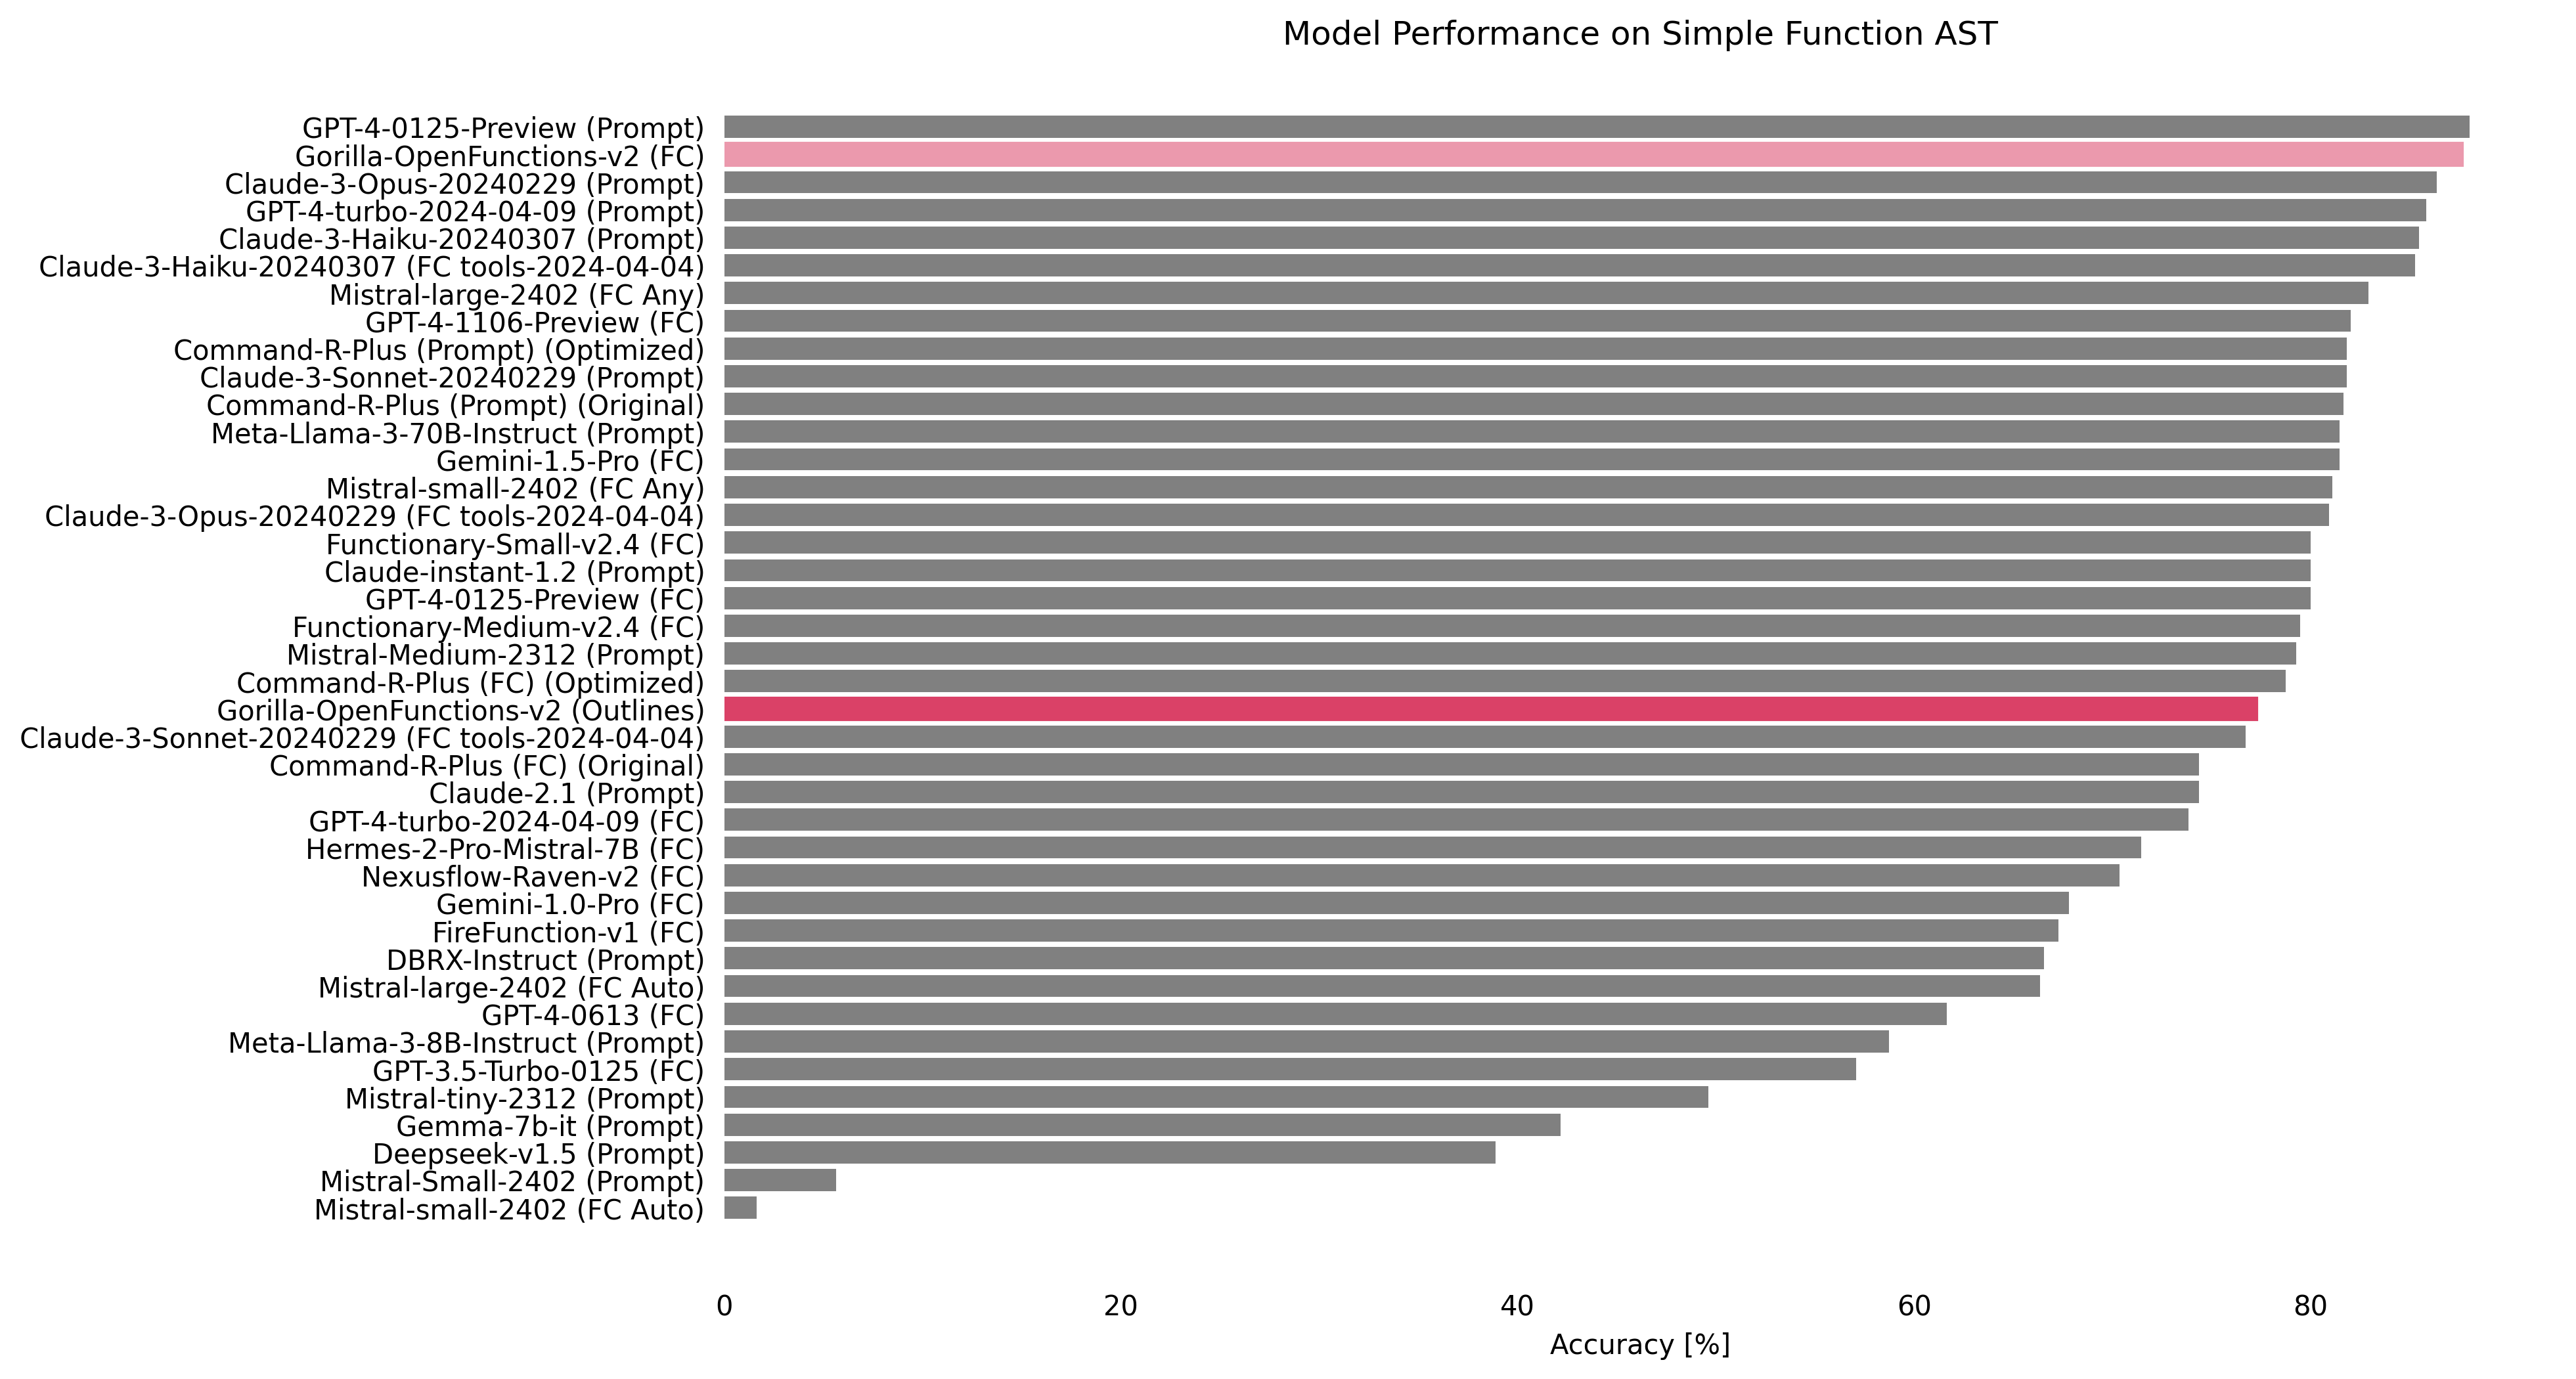 Model Performance on Simple Function AST
GPT-4-0125-Preview (Prompt)
Gorilla-OpenFunctions-v2 (FC)
Claude-3-Opus-20240229 (Prompt)
GPT-4-turbo-2024-04-09 (Prompt)
Claude-3-Haiku-20240307 (Prompt)
Claude-3-Haiku-20240307 (FC tools-2024-04-04)
Mistral-large-2402 (FC Any)
GPT-4-1106-Preview (FC)
Command-R-Plus (Prompt) (Optimized)
Claude-3-Sonnet-20240229 (Prompt)
Command-R-Plus (Prompt) (Original)
Meta-Llama-3-70B-Instruct (Prompt)
Gemini-1.5-Pro (FC)
Mistral-small-2402 (FC Any)
Claude-3-Opus-20240229 (FC tools-2024-04-04)
Functionary-Small-v2.4 (FC)
Claude-instant-1.2 (Prompt)
GPT-4-0125-Preview (FC)
Functionary-Medium-v2.4 (FC)
Mistral-Medium-2312 (Prompt)
Command-R-Plus (FC) (Optimized)
Gorilla-OpenFunctions-v2 (Outlines)
Claude-3-Sonnet-20240229 (FC tools-2024-04-04)
Command-R-Plus (FC) (Original)
Claude-2.1 (Prompt)
GPT-4-turbo-2024-04-09 (FC)
Hermes-2-Pro-Mistral-7B (FC)
Nexusflow-Raven-v2 (FC)
Gemini-1.0-Pro (FC)
FireFunction-v1 (FC)
DBRX-Instruct (Prompt)
Mistral-large-2402 (FC Auto)
GPT-4-0613 (FC)
Meta-Llama-3-8B-Instruct (Prompt)
GPT-3.5-Turbo-0125 (FC)
Mistral-tiny-2312 (Prompt)
Gemma-7b-it (Prompt)
Deepseek-v1.5 (Prompt)
Mistral-Small-2402 (Prompt)
Mistral-small-2402 (FC Auto)
0 20 40 60 80
Accuracy [%]